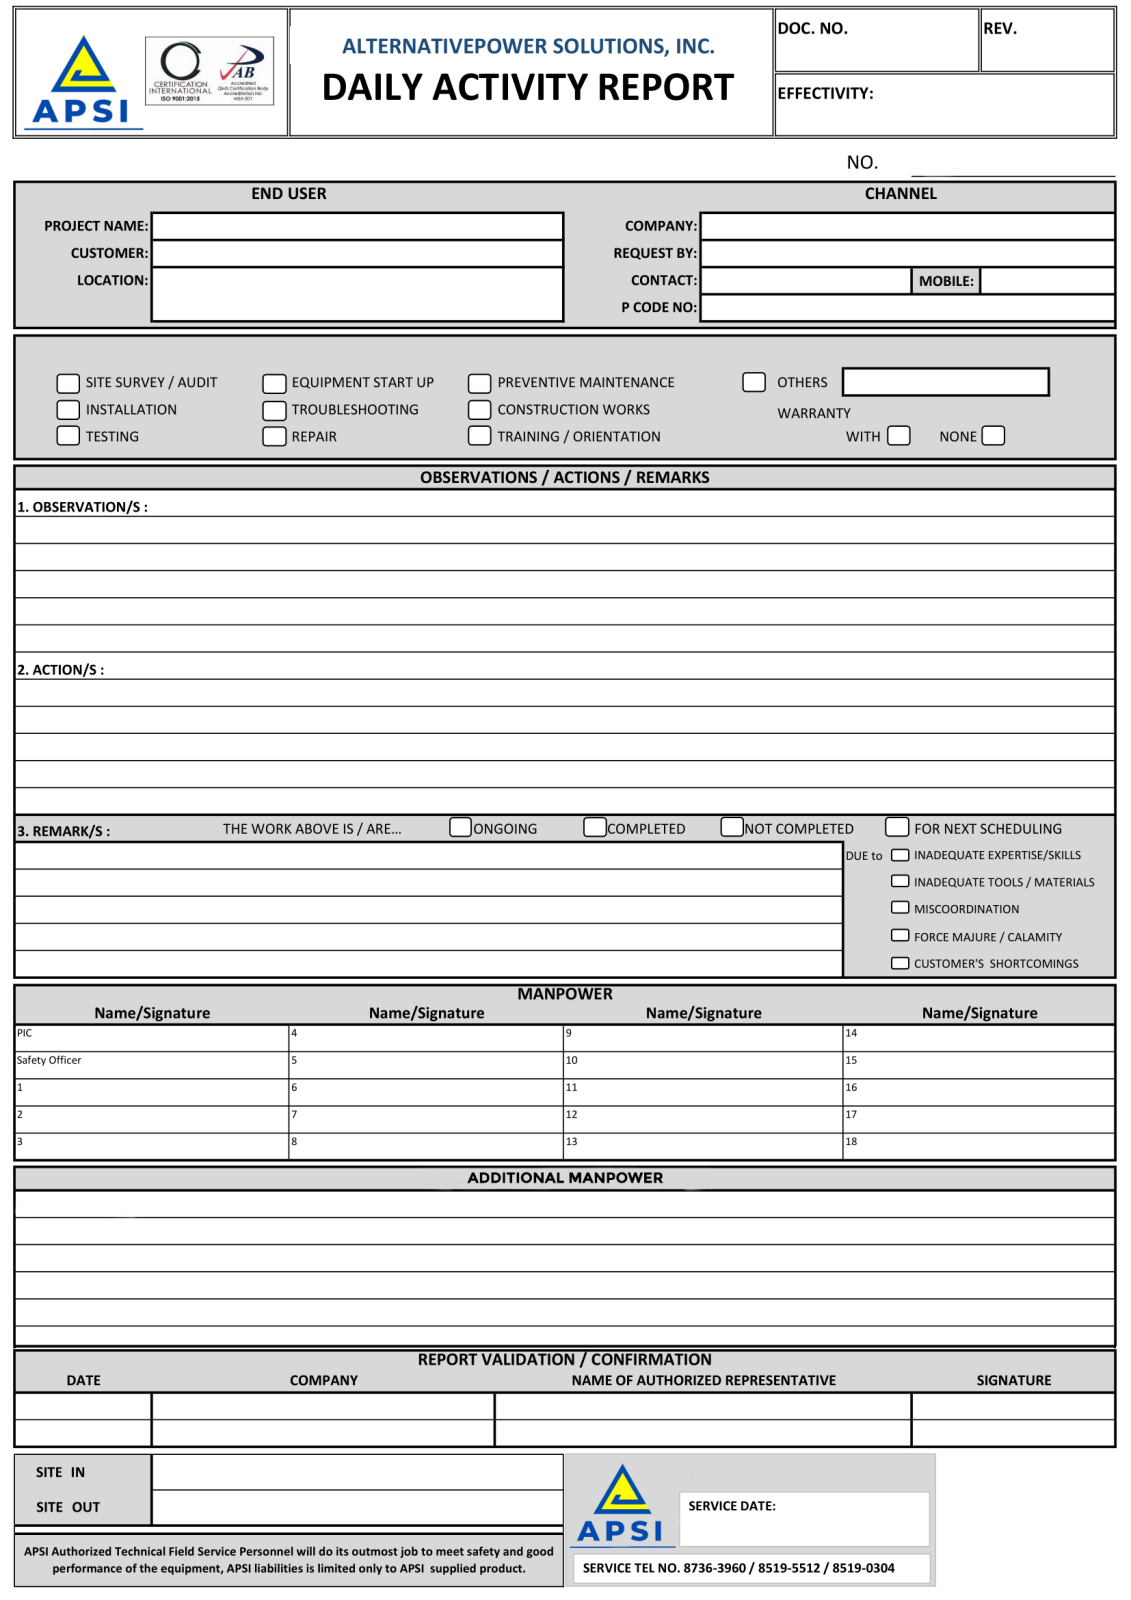 APSI
CERTIFICATION
INTERNATIONAL
ISO 9001:2015
PAB
Accredited
QMS Certification Body
Accreditation No:
MSA-001
ALTERNATIVEPOWER SOLUTIONS, INC.
DAILY ACTIVITY REPORT
DOC. NO.
REV.
EFFECTIVITY:
NO.
END USER
CHANNEL
PROJECT NAME:
CUSTOMER:
LOCATION:
COMPANY:
REQUEST BY:
CONTACT:
MOBILE:
P CODE NO:
SITE SURVEY / AUDIT
EQUIPMENT START UP
PREVENTIVE MAINTENANCE
OTHERS
INSTALLATION
TROUBLESHOOTING
CONSTRUCTION WORKS
WARRANTY
TESTING
REPAIR
TRAINING / ORIENTATION
WITH
NONE
OBSERVATIONS / ACTIONS / REMARKS
1. OBSERVATION/S :
2. ACTION/S :
3. REMARK/S :
THE WORK ABOVE IS / ARE...
ONGOING
COMPLETED
NOT COMPLETED
FOR NEXT SCHEDULING
DUE to
INADEQUATE EXPERTISE/SKILLS
INADEQUATE TOOLS / MATERIALS
MISCOORDINATION
FORCE MAJURE / CALAMITY
CUSTOMER'S SHORTCOMINGS
MANPOWER
Name/Signature
Name/Signature
Name/Signature
Name/Signature
PIC
4
9
14
Safety Officer
5
10
15
1
6
11
16
2
7
12
17
3
8
13
18
ADDITIONAL MANPOWER
REPORT VALIDATION / CONFIRMATION
DATE
COMPANY
NAME OF AUTHORIZED REPRESENTATIVE
SIGNATURE
SITE IN
SITE OUT
APSI Authorized Technical Field Service Personnel will do its outmost job to meet safety and good
performance of the equipment, APSI liabilities is limited only to APSI supplied product.
APSI
SERVICE DATE:
SERVICE TEL NO. 8736-3960 / 8519-5512 / 8519-0304